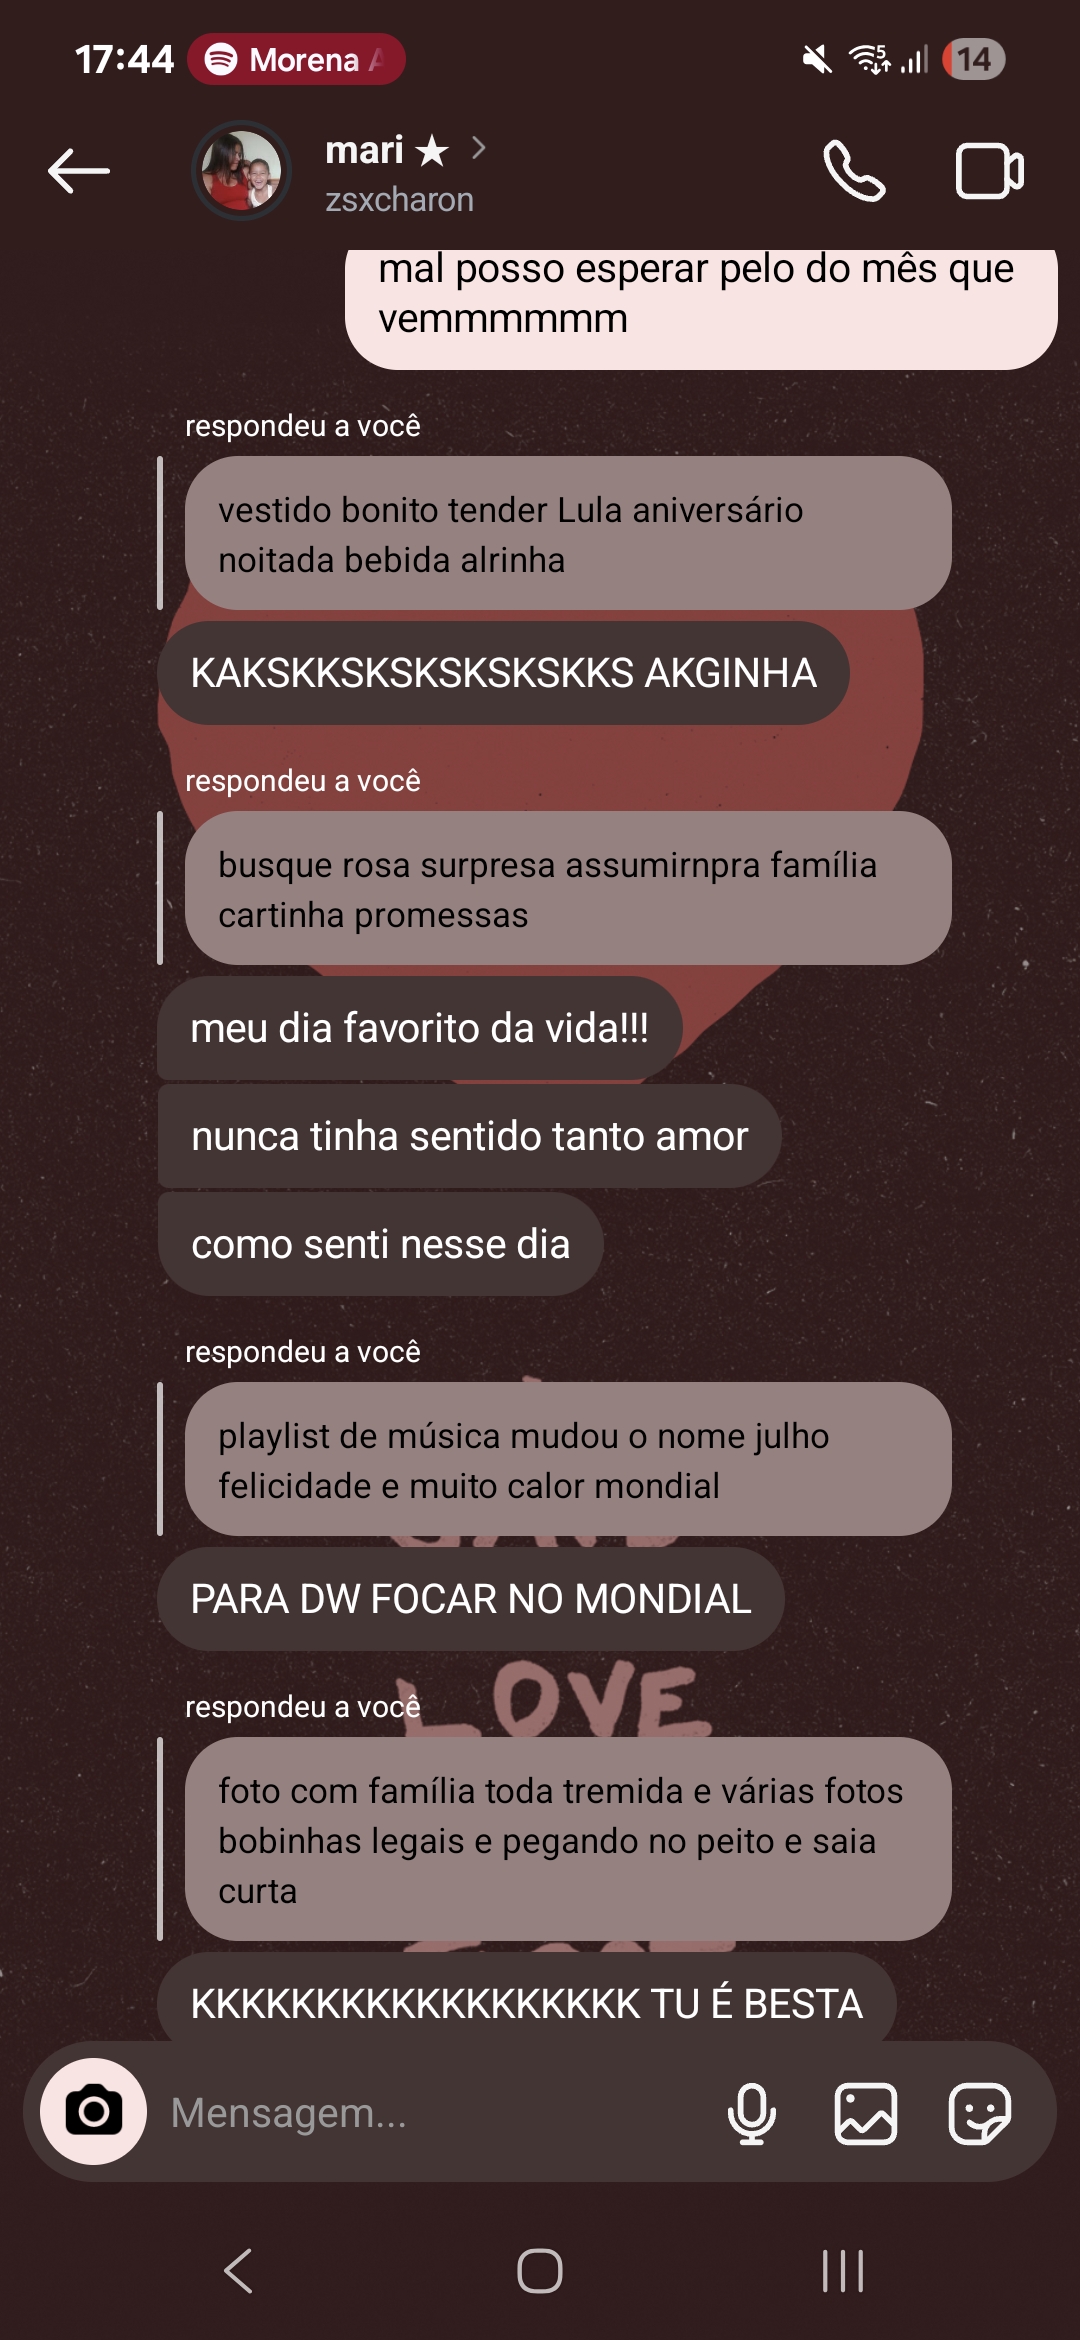 17:44 Morena A 5 14
mari ★ >
zsxcharon
mal posso esperar pelo do mês que
vemmmmmm
respondeu a você
vestido bonito tender Lula aniversário
noitada bebida alrinha
KAKSKKSKSKSKSKSKKS AKGINHA
respondeu a você
busque rosa surpresa assumirnpra família
cartinha promessas
meu dia favorito da vida!!!
nunca tinha sentido tanto amor
como senti nesse dia
respondeu a você
playlist de música mudou o nome julho
felicidade e muito calor mondial
PARA DW FOCAR NO MONDIAL
LOVE
respondeu a você
foto com família toda tremida e várias fotos
bobinhas legais e pegando no peito e saia
curta
KKKKKKKKKKKKKKKKKK TU É BESTA
Mensagem...